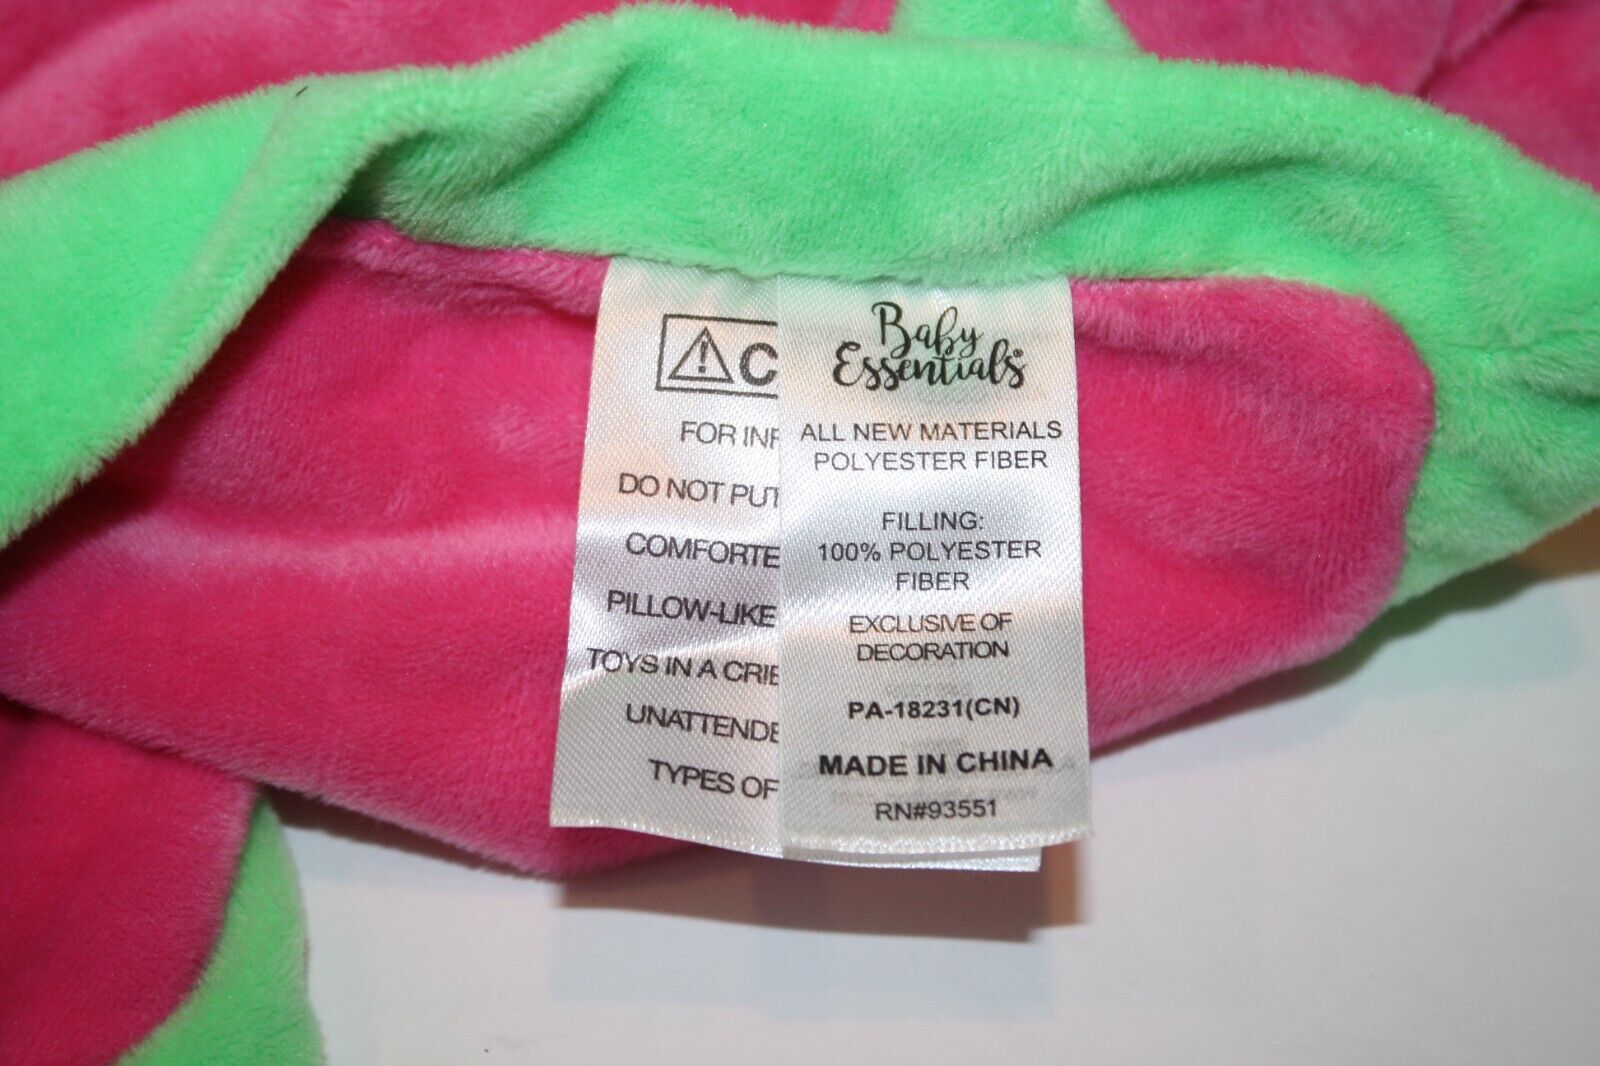 ⚠C
FOR INF
DO NOT PUT
COMFORTE
PILLOW-LIKE
TOYS IN A CRIB
UNATTENDE
TYPES OF
Baby
Essentials
ALL NEW MATERIALS
POLYESTER FIBER
FILLING:
100% POLYESTER
FIBER
EXCLUSIVE OF
DECORATION
PA-18231(CN)
MADE IN CHINA
RN#93551